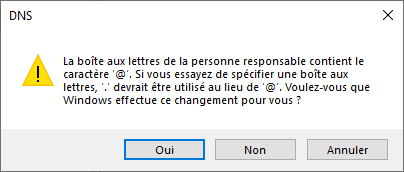 DNS
La boîte aux lettres de la personne responsable contient le
caractère '@'. Si vous essayez de spécifier une boîte aux
lettres, '.' devrait être utilisé au lieu de '@'. Voulez-vous que
Windows effectue ce changement pour vous ?
Oui Non Annuler